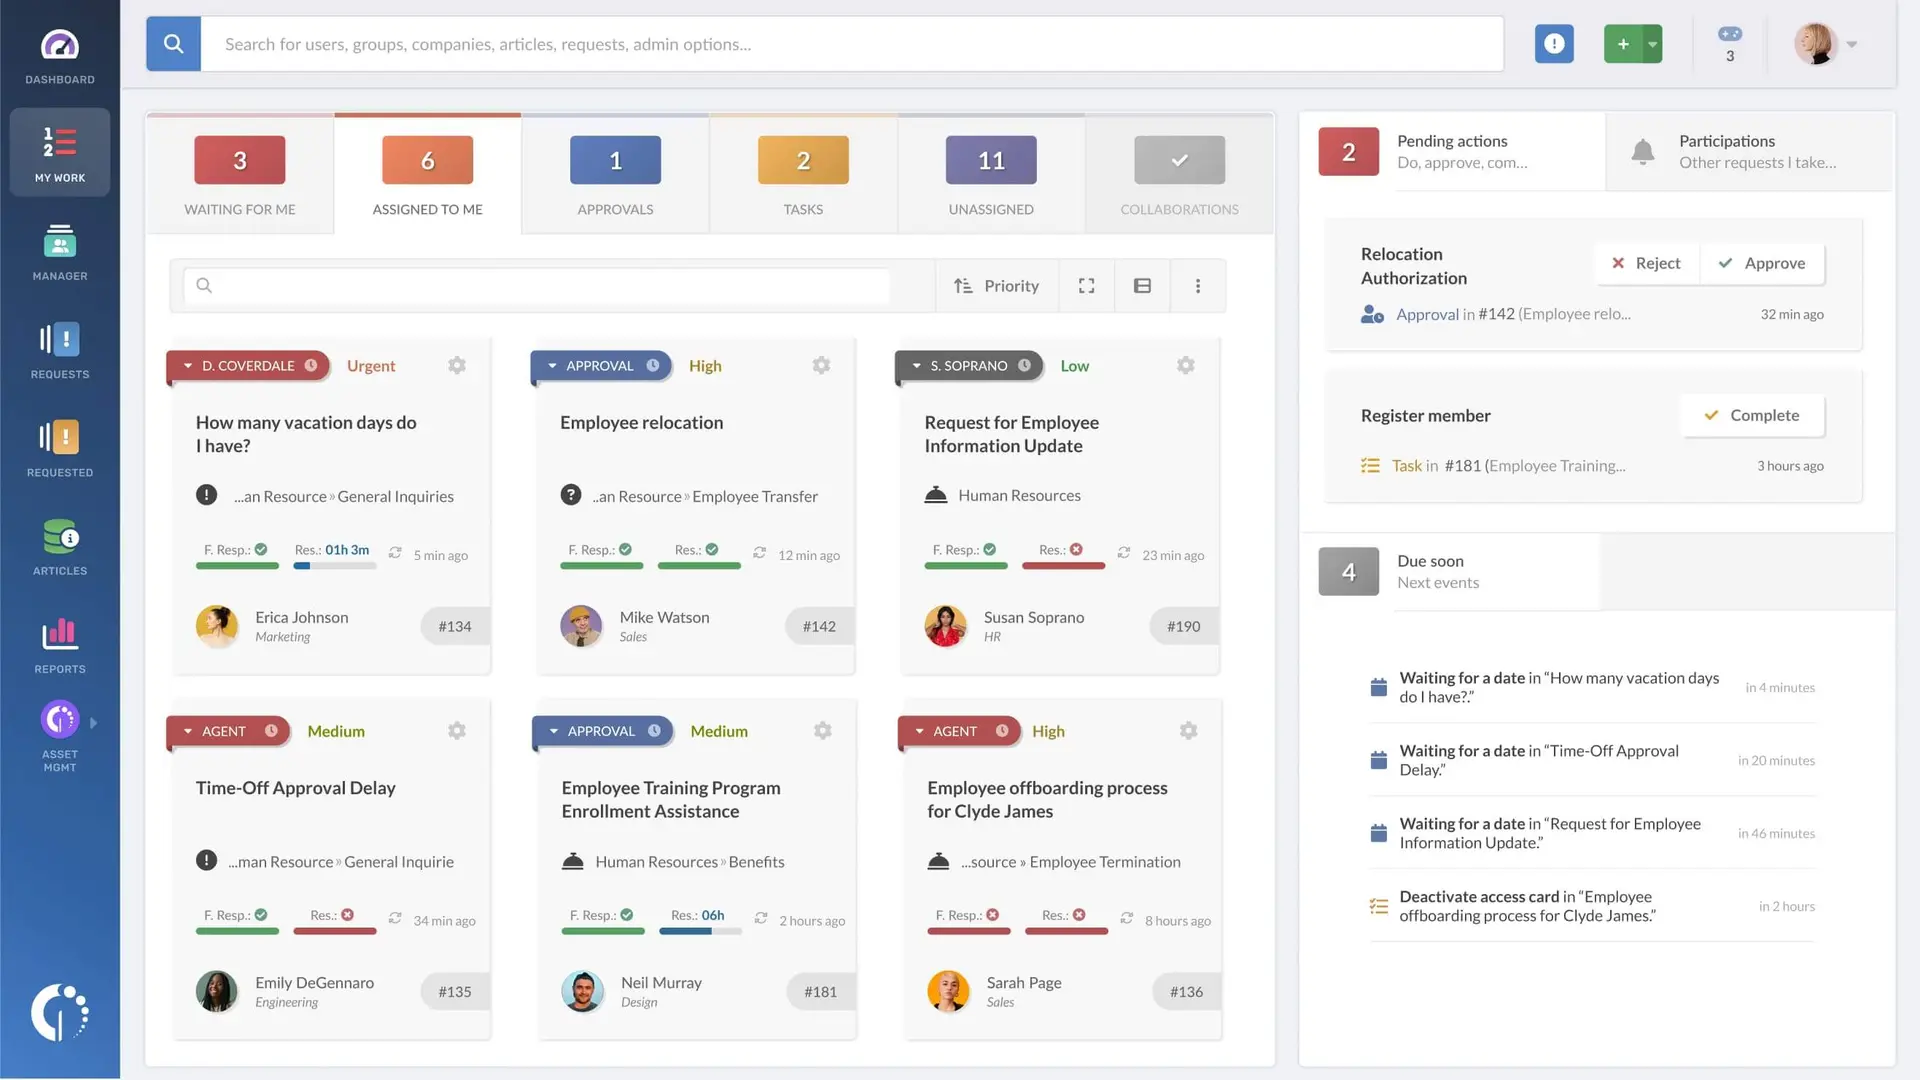 DASHBOARD
1
2
MY WORK
MANAGER
REQUESTS
REQUESTED
ARTICLES
REPORTS
ASSET
MGMT
Search for users, groups, companies, articles, requests, admin options...
3
3
WAITING FOR ME
6
ASSIGNED TO ME
1
APPROVALS
2
TASKS
11
UNASSIGNED
COLLABORATIONS
Priority
D. COVERDALE
Urgent
How many vacation days do
I have?
...an Resource » General Inquiries
F. Resp.:
Res.: 01h 3m
5 min ago
Erica Johnson
Marketing
#134
APPROVAL
High
Employee relocation
..an Resource » Employee Transfer
F. Resp.:
Res.:
12 min ago
Mike Watson
Sales
#142
S. SOPRANO
Low
Request for Employee
Information Update
Human Resources
F. Resp.:
Res.:
23 min ago
Susan Soprano
HR
#190
AGENT
Medium
Time-Off Approval Delay
...man Resource » General Inquirie
F. Resp.:
Res.:
34 min ago
Emily DeGennaro
Engineering
#135
APPROVAL
Medium
Employee Training Program
Enrollment Assistance
Human Resources » Benefits
F. Resp.:
Res.: 06h
2 hours ago
Neil Murray
Design
#181
AGENT
High
Employee offboarding process
for Clyde James
...source » Employee Termination
F. Resp.:
Res.:
8 hours ago
Sarah Page
Sales
#136
2
Pending actions
Do, approve, com...
Participations
Other requests I take...
Relocation
Authorization
Reject
Approve
Approval in #142 (Employee relo...
32 min ago
Register member
Complete
Task in #181 (Employee Training...
3 hours ago
4
Due soon
Next events
Waiting for a date in “How many vacation days
do I have?.”
in 4 minutes
Waiting for a date in “Time-Off Approval
Delay.”
in 20 minutes
Waiting for a date in “Request for Employee
Information Update.”
in 46 minutes
Deactivate access card in “Employee
offboarding process for Clyde James.”
in 2 hours